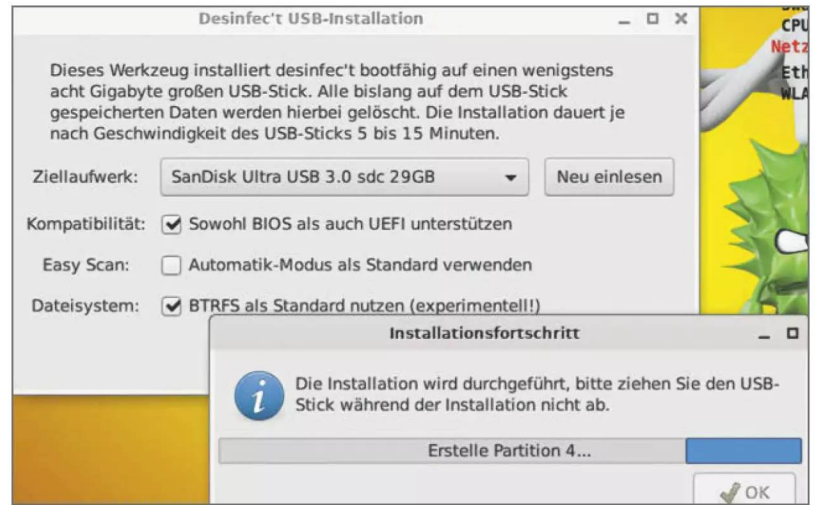 Desinfec't USB-Installation
CPU
Netz
Eth
WLA
Dieses Werkzeug installiert desinfec't bootfähig auf einen wenigstens
acht Gigabyte großen USB-Stick. Alle bislang auf dem USB-Stick
gespeicherten Daten werden hierbei gelöscht. Die Installation dauert je
nach Geschwindigkeit des USB-Sticks 5 bis 15 Minuten.
Ziellaufwerk: SanDisk Ultra USB 3.0 sdc 29GB Neu einlesen
Kompatibilität: Sowohl BIOS als auch UEFI unterstützen
Easy Scan: Automatik-Modus als Standard verwenden
Dateisystem: BTRFS als Standard nutzen (experimentell!)
Installationsfortschritt
Die Installation wird durchgeführt, bitte ziehen Sie den USB-
Stick während der Installation nicht ab.
Erstelle Partition 4...
OK